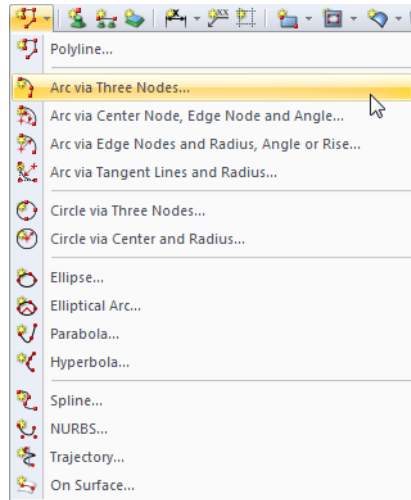 Polyline...
Arc via Three Nodes...
Arc via Center Node, Edge Node and Angle...
Arc via Edge Nodes and Radius, Angle or Rise...
Arc via Tangent Lines and Radius...
Circle via Three Nodes...
Circle via Center and Radius...
Ellipse...
Elliptical Arc...
Parabola...
Hyperbola...
Spline...
NURBS...
Trajectory...
On Surface...